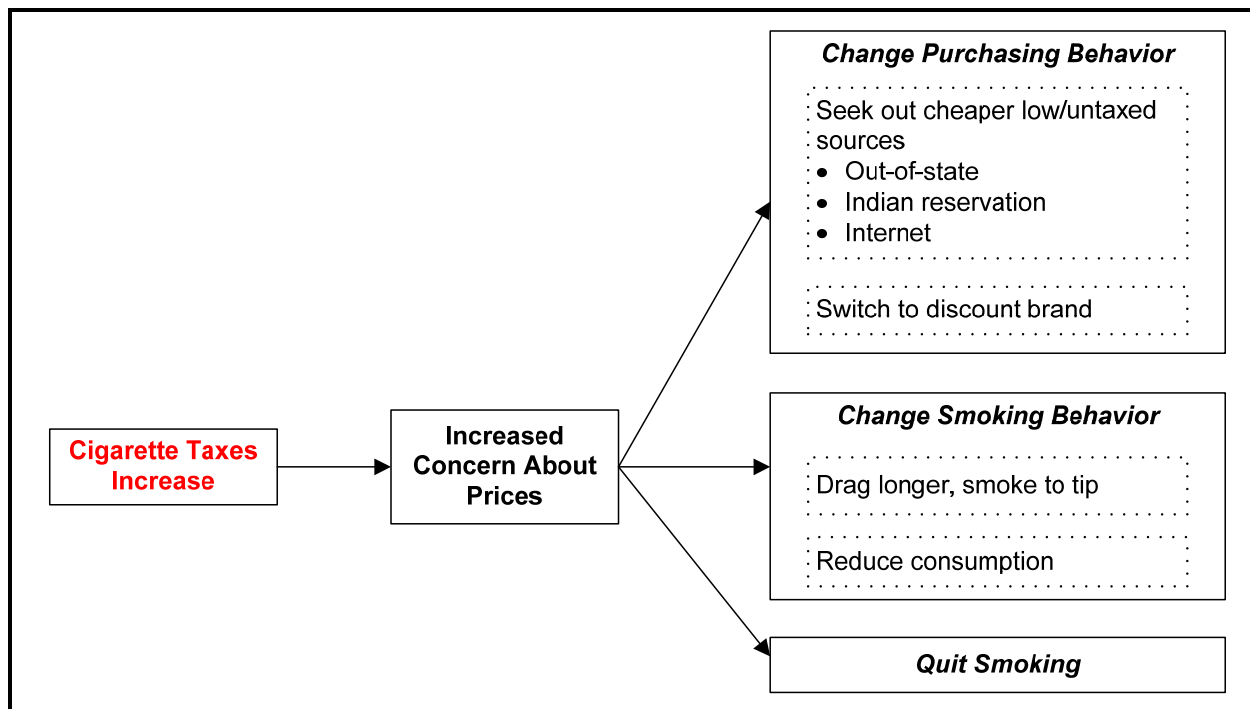 Change Purchasing Behavior
Seek out cheaper low/untaxed
sources
• Out-of-state
• Indian reservation
• Internet
Switch to discount brand
Cigarette Taxes
Increase
Increased
Concern About
Prices
Change Smoking Behavior
Drag longer, smoke to tip
Reduce consumption
Quit Smoking